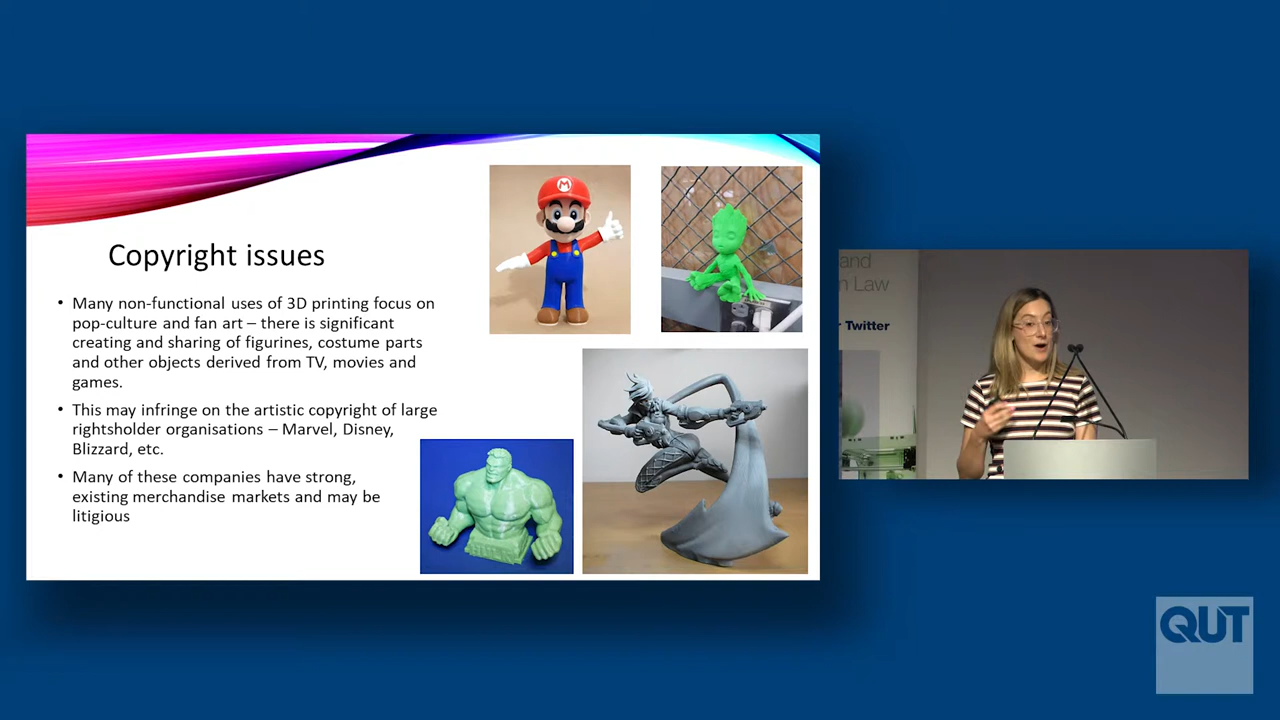 Copyright issues
• Many non-functional uses of 3D printing focus on
pop-culture and fan art – there is significant
creating and sharing of figurines, costume parts
and other objects derived from TV, movies and
games.
• This may infringe on the artistic copyright of large
rightsholder organisations – Marvel, Disney,
Blizzard, etc.
• Many of these companies have strong,
existing merchandise markets and may be
litigious
M
and
Law
Twitter
QUT